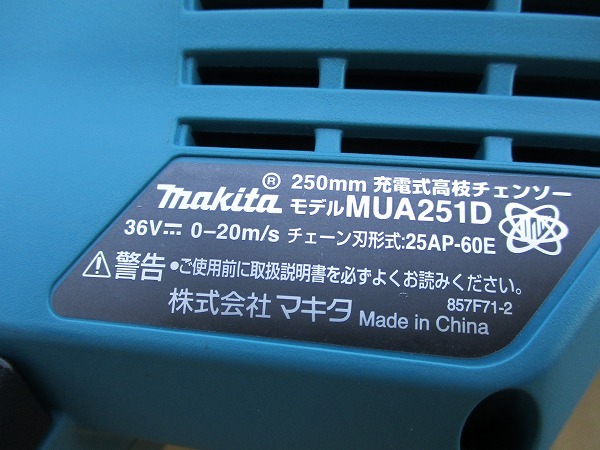 ® 250mm 充電式高枝チェンソー
makita モデルMUA251D
36V⎓ 0-20m/s チェーン刃形式:25AP-60E
⚠警告 •ご使用前に取扱説明書を必ずよくお読みください。
857F71-2
株式会社マキタ Made in China